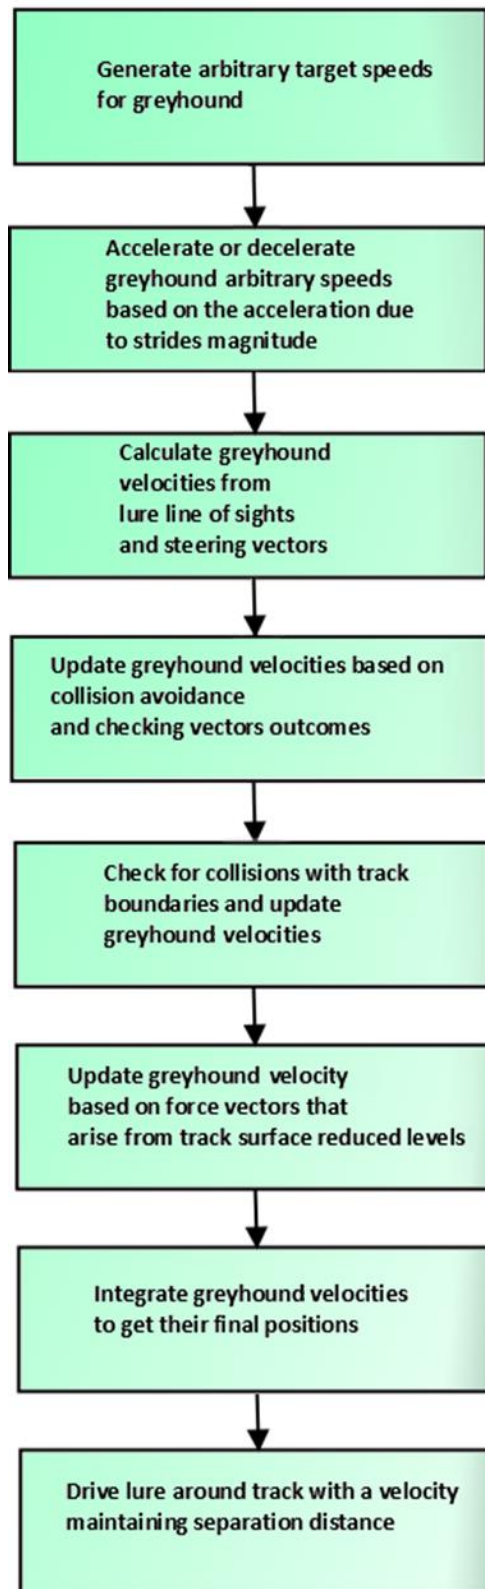 Generate arbitrary target speeds
for greyhound
Accelerate or decelerate
greyhound arbitrary speeds
based on the acceleration due
to strides magnitude
Calculate greyhound
velocities from
lure line of sights
and steering vectors
Update greyhound velocities based on
collision avoidance
and checking vectors outcomes
Check for collisions with track
boundaries and update
greyhound velocities
Update greyhound velocity
based on force vectors that
arise from track surface reduced levels
Integrate greyhound velocities
to get their final positions
Drive lure around track with a velocity
maintaining separation distance